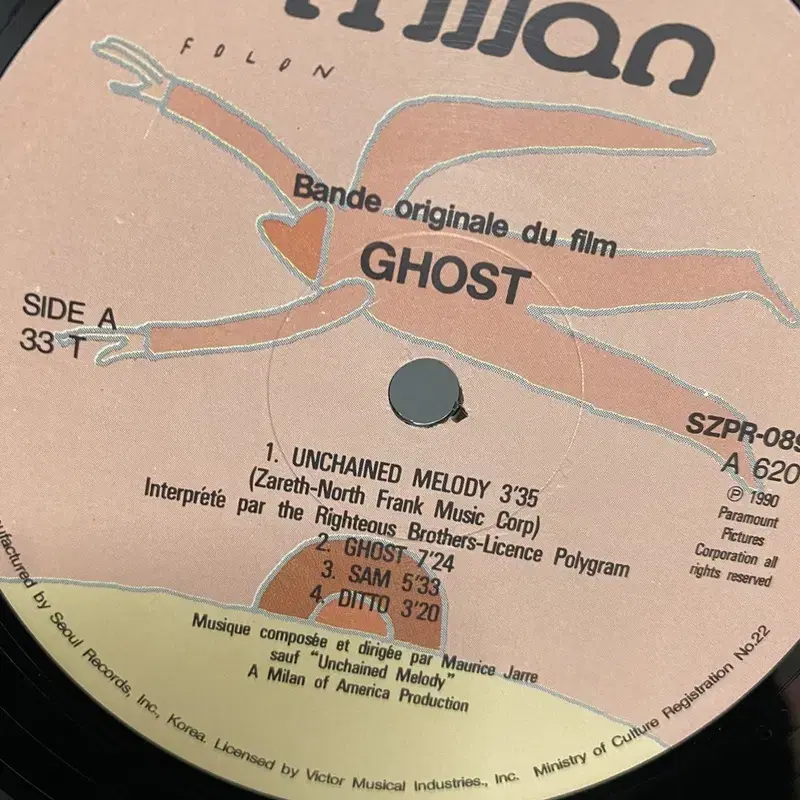 milan
FOLON
Bande originale du film
GHOST
SIDE A
33 T
SZPR-089
A 620
℗ 1990
Paramount
Pictures
Corporation all
rights reserved
1. UNCHAINED MELODY 3'35
(Zareth-North Frank Music Corp)
Interprété par the Righteous Brothers-Licence Polygram
2. GHOST 7'24
3. SAM 5'33
4. DITTO 3'20
Musique composée et dirigée par Maurice Jarre
sauf "Unchained Melody"
A Milan of America Production
ufactured by Seoul Records, Inc., Korea. Licensed by Victor Musical Industries., Inc. Ministry of Culture Registration No.22